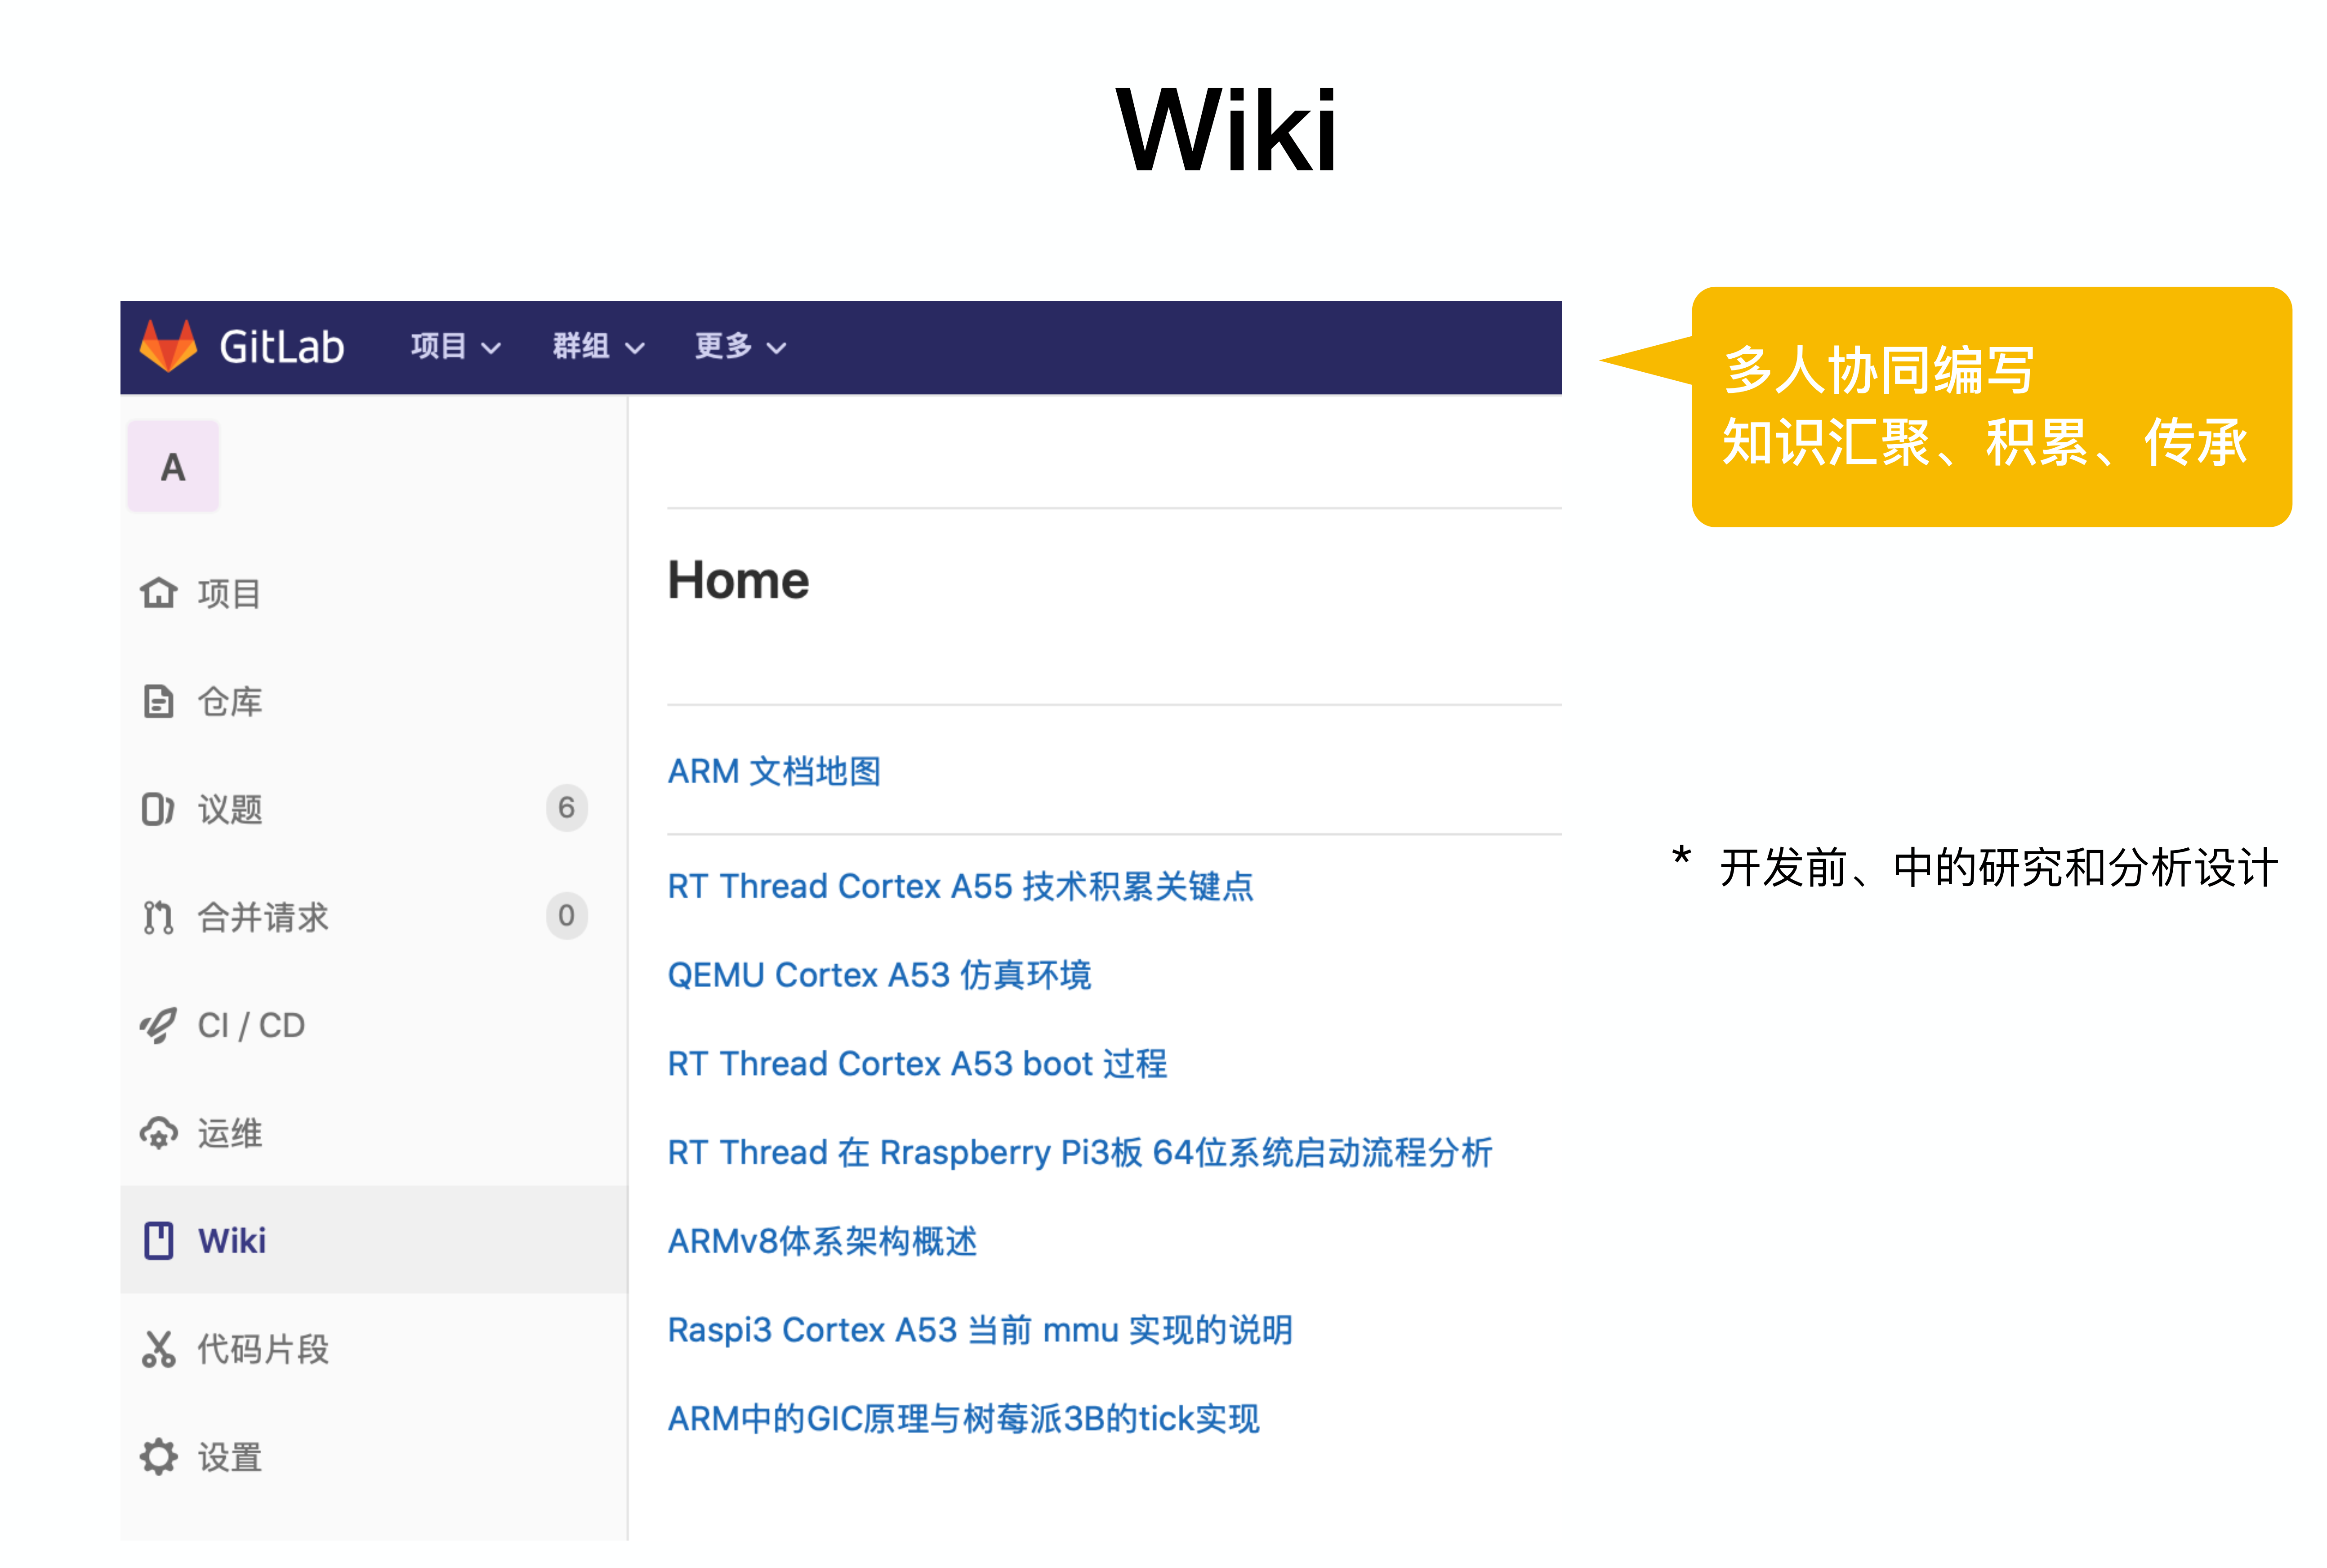 Wiki
GitLab 项目 群组 更多
多人协同编写
知识汇聚、积累、传承
A
项目
仓库
议题 6
合并请求 0
CI / CD
运维
Wiki
代码片段
设置
Home
ARM 文档地图
RT Thread Cortex A55 技术积累关键点
QEMU Cortex A53 仿真环境
RT Thread Cortex A53 boot 过程
RT Thread 在 Rraspberry Pi3板 64位系统启动流程分析
ARMv8体系架构概述
Raspi3 Cortex A53 当前 mmu 实现的说明
ARM中的GIC原理与树莓派3B的tick实现
* 开发前、中的研究和分析设计